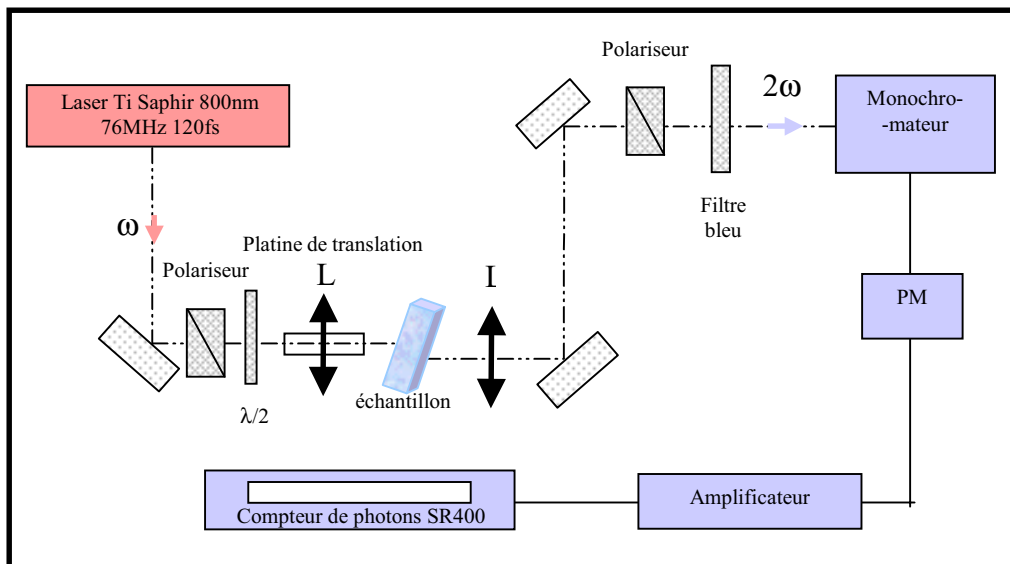 Laser Ti Saphir 800nm
76MHz 120fs
ω
Polariseur
λ/2
Platine de translation
L
échantillon
I
Polariseur
Filtre
bleu
2ω
Monochro-
-mateur
PM
Amplificateur
Compteur de photons SR400